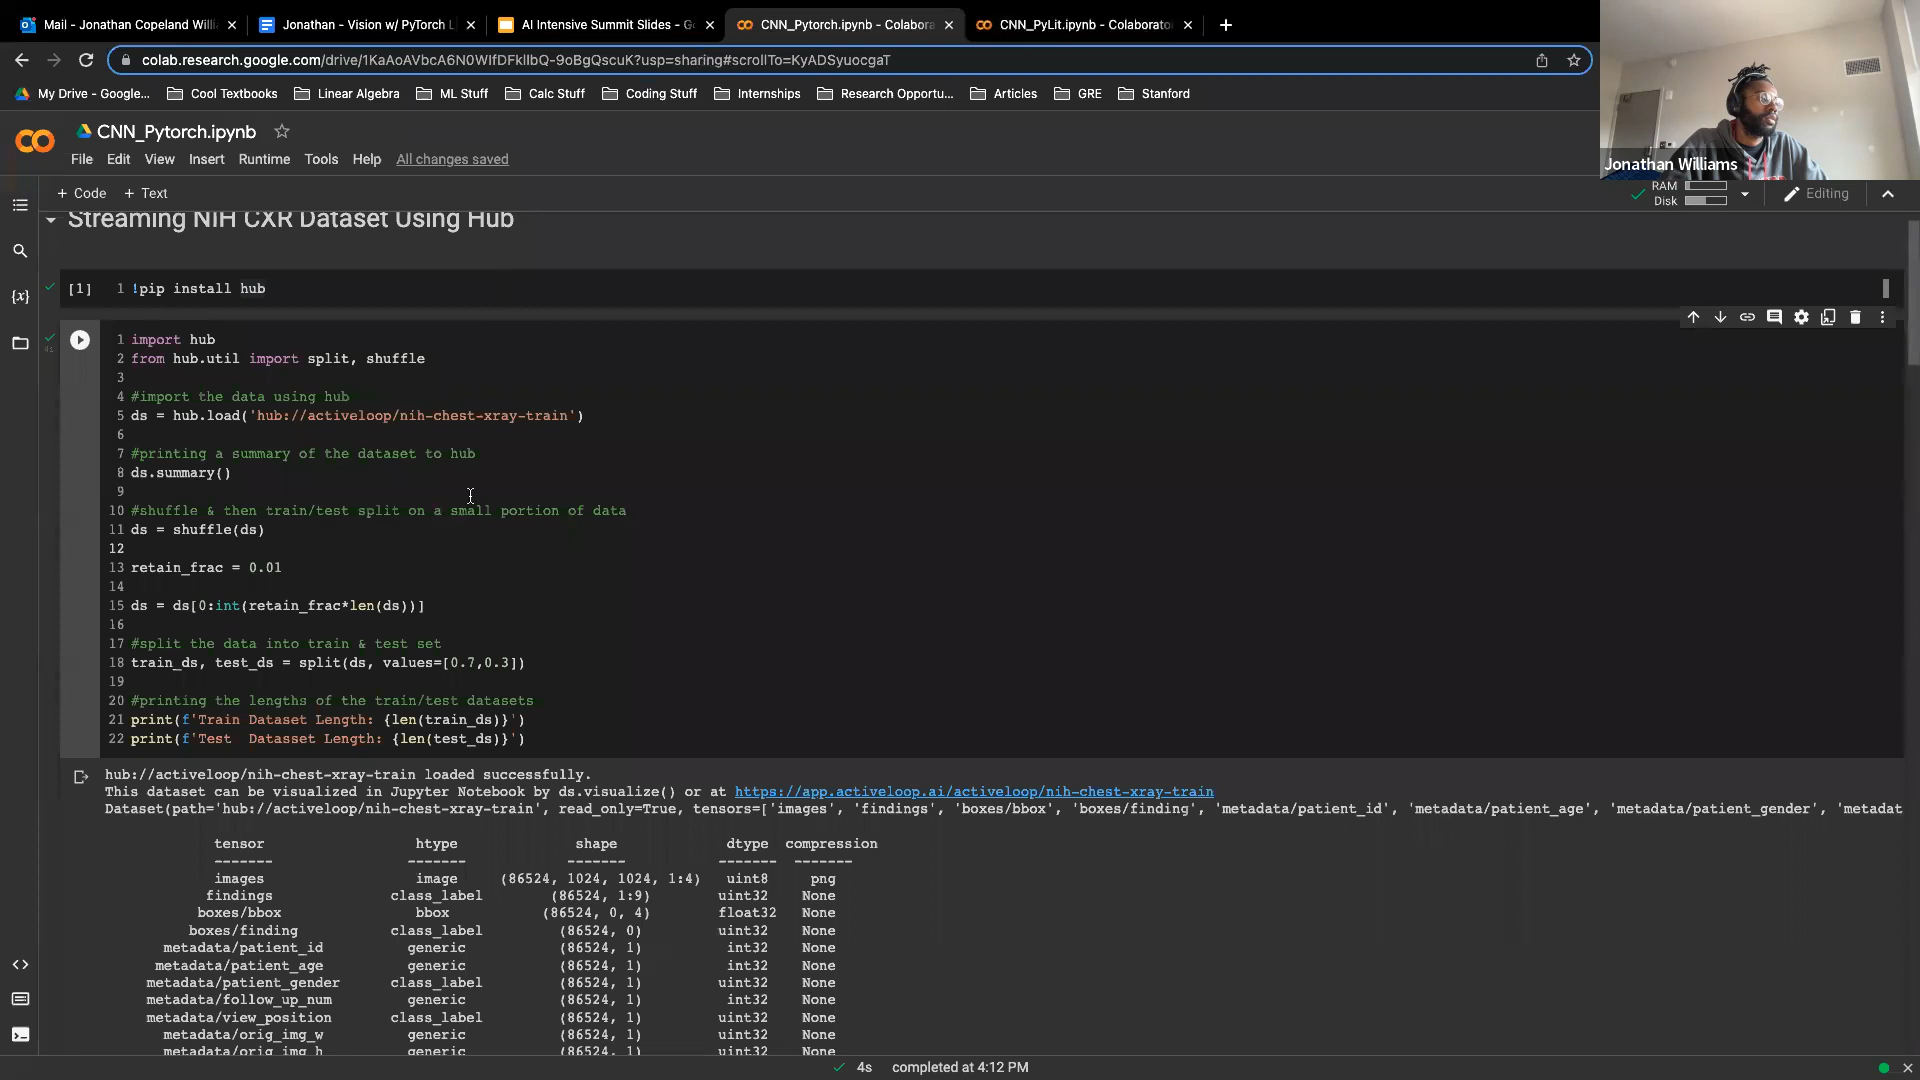 Mail - Jonathan Copeland Willi
Jonathan - Vision w/ PyTorch L
AI Intensive Summit Slides - Go
CNN_Pytorch.ipynb - Colabora
CNN_PyLit.ipynb - Colaborato
colab.research.google.com/drive/1KaAoAVbcA6N0WIfDFklIbQ-9oBgQscuK?usp=sharing#scrollTo=KyADSyuocgaT
My Drive - Google...
Cool Textbooks
Linear Algebra
ML Stuff
Calc Stuff
Coding Stuff
Internships
Research Opportu...
Articles
GRE
Stanford
CNN_Pytorch.ipynb
File Edit View Insert Runtime Tools Help All changes saved
Jonathan Williams
+ Code + Text
RAM
Disk
Editing
Streaming NIH CXR Dataset Using Hub
[1] 1 !pip install hub
1 import hub
2 from hub.util import split, shuffle
3
4 #import the data using hub
5 ds = hub.load('hub://activeloop/nih-chest-xray-train')
6
7 #printing a summary of the dataset to hub
8 ds.summary()
9
10 #shuffle & then train/test split on a small portion of data
11 ds = shuffle(ds)
12
13 retain_frac = 0.01
14
15 ds = ds[0:int(retain_frac*len(ds))]
16
17 #split the data into train & test set
18 train_ds, test_ds = split(ds, values=[0.7,0.3])
19
20 #printing the lengths of the train/test datasets
21 print(f'Train Dataset Length: {len(train_ds)}')
22 print(f'Test  Datasset Length: {len(test_ds)}')
hub://activeloop/nih-chest-xray-train loaded successfully.
This dataset can be visualized in Jupyter Notebook by ds.visualize() or at https://app.activeloop.ai/activeloop/nih-chest-xray-train
Dataset(path='hub://activeloop/nih-chest-xray-train', read_only=True, tensors=['images', 'findings', 'boxes/bbox', 'boxes/finding', 'metadata/patient_id', 'metadata/patient_age', 'metadata/patient_gender', 'metadat
tensor htype shape dtype compression
------- ------- ------- ------- -------
images image (86524, 1024, 1024, 1:4) uint8 png
findings class_label (86524, 1:9) uint32 None
boxes/bbox bbox (86524, 0, 4) float32 None
boxes/finding class_label (86524, 0) uint32 None
metadata/patient_id generic (86524, 1) int32 None
metadata/patient_age generic (86524, 1) int32 None
metadata/patient_gender class_label (86524, 1) uint32 None
metadata/follow_up_num generic (86524, 1) int32 None
metadata/view_position class_label (86524, 1) uint32 None
metadata/orig_img_w generic (86524, 1) uint32 None
metadata/orig_img_h generic (86524, 1) uint32 None
4s completed at 4:12 PM